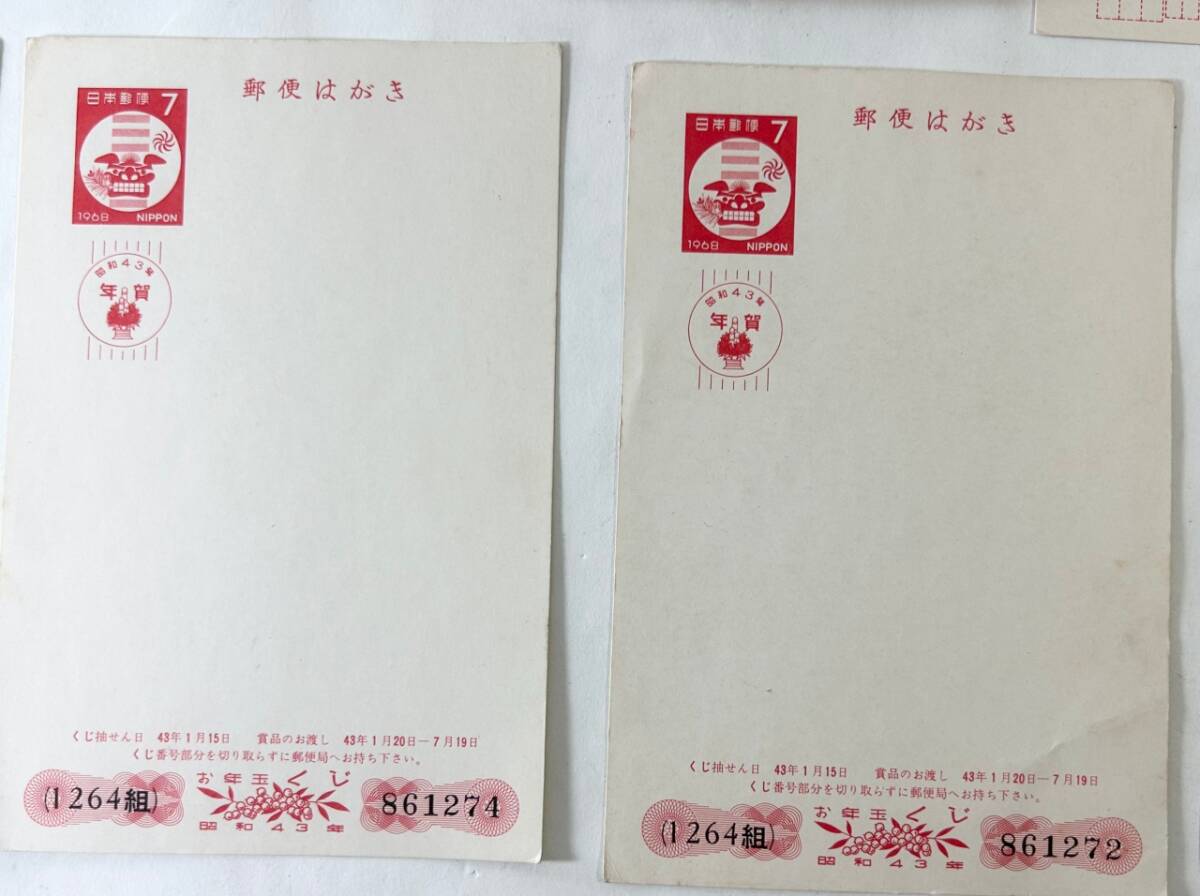 郵便はがき
日本郵便 7
1968 NIPPON
昭和43年
年賀
くじ抽せん日 43年1月15日 賞品のお渡し 43年1月20日―7月19日
くじ番号部分を切り取らずに郵便局へお持ち下さい。
お年玉くじ
(1264組) 861274
昭和43年
郵便はがき
日本郵便 7
1968 NIPPON
昭和43年
年賀
くじ抽せん日 43年1月15日 賞品のお渡し 43年1月20日―7月19日
くじ番号部分を切り取らずに郵便局へお持ち下さい。
お年玉くじ
(1264組) 861272
昭和43年